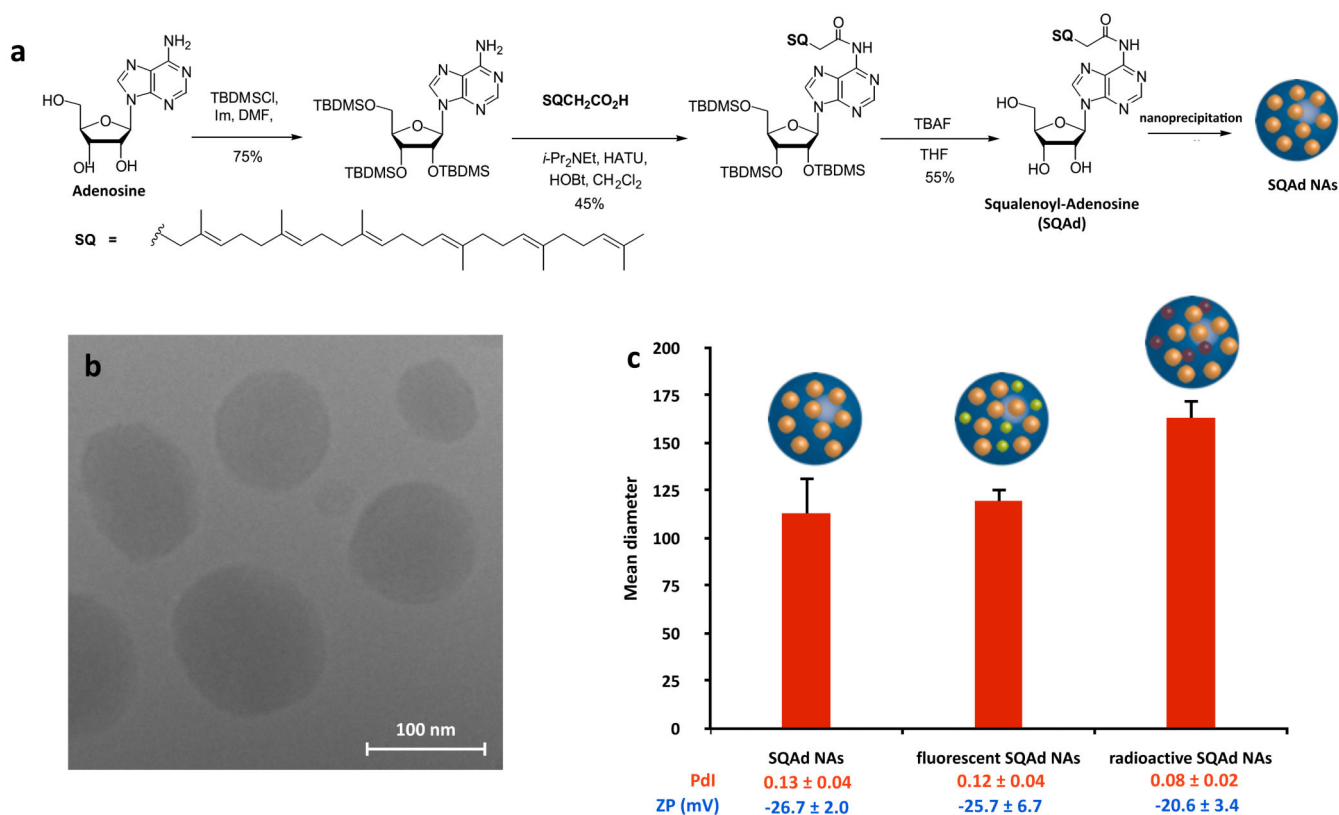 a
NH2
N
N
N
N
HO
O
OH
OH
Adenosine
TBDMSCl,
Im, DMF,
75%
NH2
N
N
N
N
TBDMSO
O
TBDMSO
OTBDMS
SQCH2CO2H
i-Pr2NEt, HATU,
HOBt, CH2Cl2
45%
O
SQ
NH
N
N
N
N
TBDMSO
O
TBDMSO
OTBDMS
TBAF
THF
55%
O
SQ
NH
N
N
N
N
HO
O
HO
OH
Squalenoyl-Adenosine
(SQAd)
nanoprecipitation
SQAd NAs
SQ =
b
100 nm
c
Mean diameter
200
175
150
125
100
75
50
25
0
SQAd NAs fluorescent SQAd NAs radioactive SQAd NAs
PdI 0.13 ± 0.04 0.12 ± 0.04 0.08 ± 0.02
ZP (mV) -26.7 ± 2.0 -25.7 ± 6.7 -20.6 ± 3.4